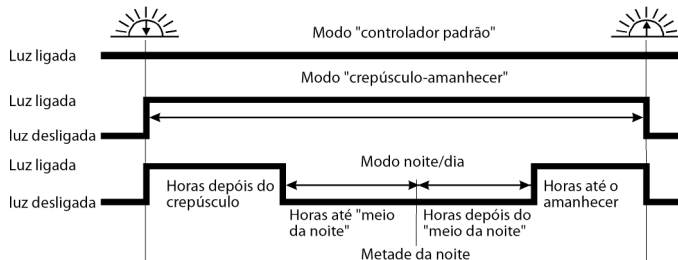 Modo "controlador padrão"
Luz ligada
Modo "crepúsculo-amanhecer"
Luz ligada
luz desligada
Luz ligada
Modo noite/dia
Horas depóis do
crepúsculo
Horas até o
amanhecer
luz desligada
Horas até "meio
da noite"
Horas depóis do
"meio da noite"
Metade da noite